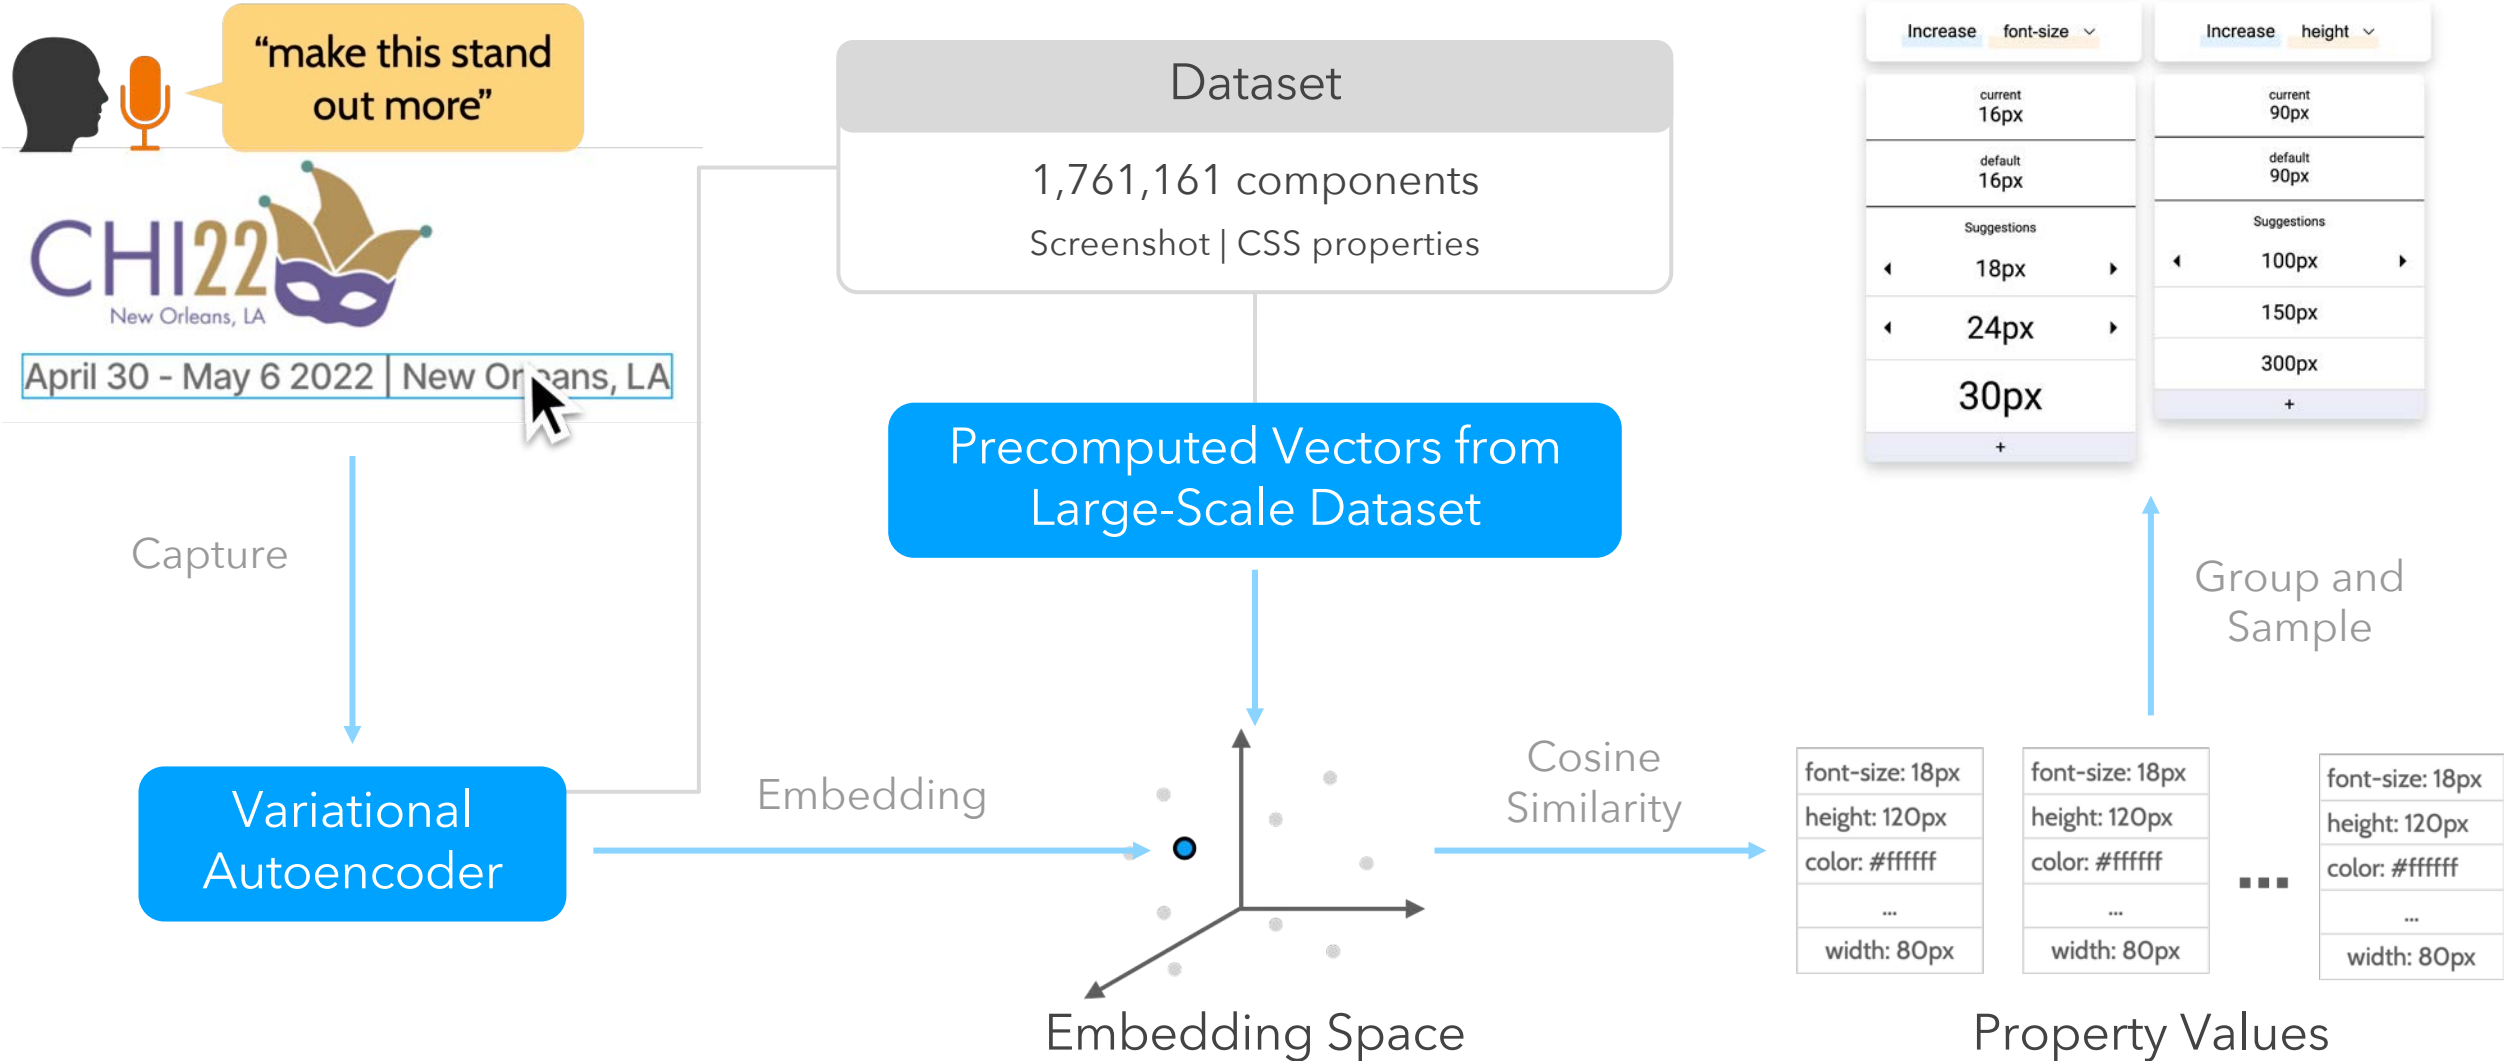 “make this stand
out more”
CHI22
New Orleans, LA
April 30 - May 6 2022 | New Or eans, LA
Capture
Variational
Autoencoder
Dataset
1,761,161 components
Screenshot | CSS properties
Precomputed Vectors from
Large-Scale Dataset
Embedding
Embedding Space
Cosine
Similarity
Increase font-size
current
16px
default
16px
Suggestions
18px
24px
30px
+
Increase height
current
90px
default
90px
Suggestions
100px
150px
300px
+
Group and
Sample
font-size: 18px
height: 120px
color: #ffffff
...
width: 80px
font-size: 18px
height: 120px
color: #ffffff
...
width: 80px
...
font-size: 18px
height: 120px
color: #ffffff
...
width: 80px
Property Values